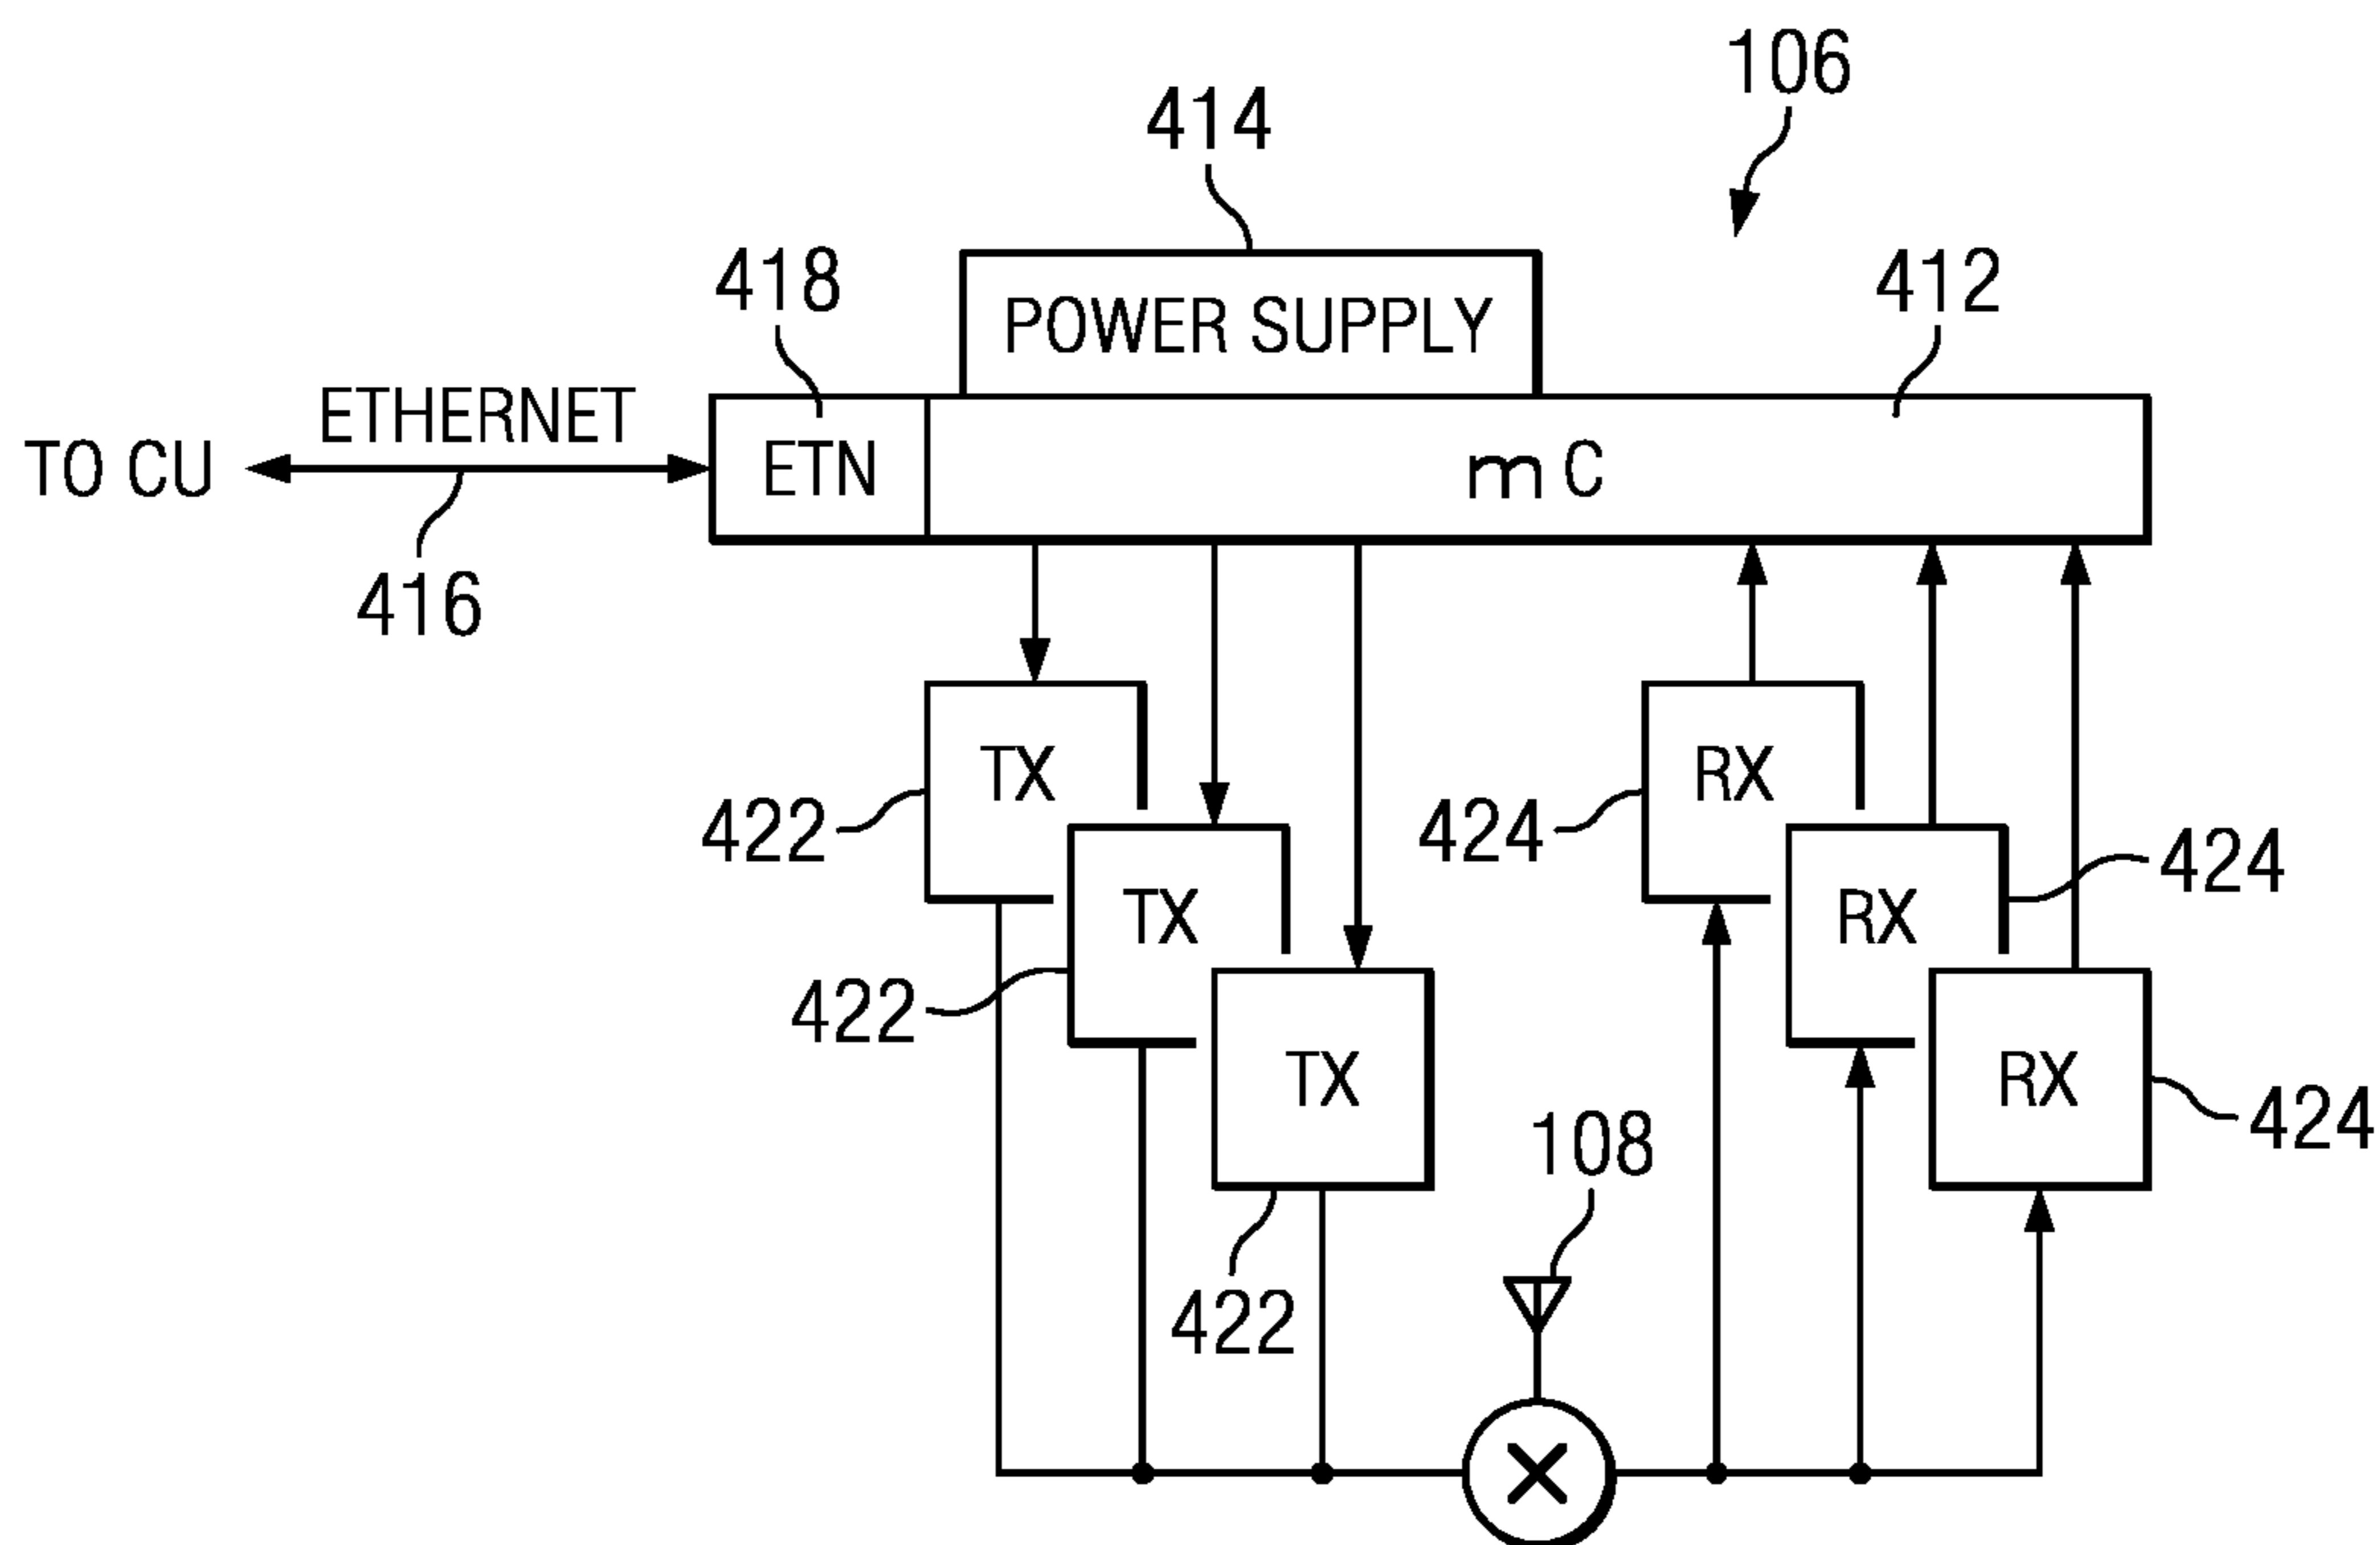 106
414
418
412
POWER SUPPLY
ETHERNET
TO CU
ETN
m C
416
TX
RX
422
424
TX
RX
424
422
TX
RX
108
424
422